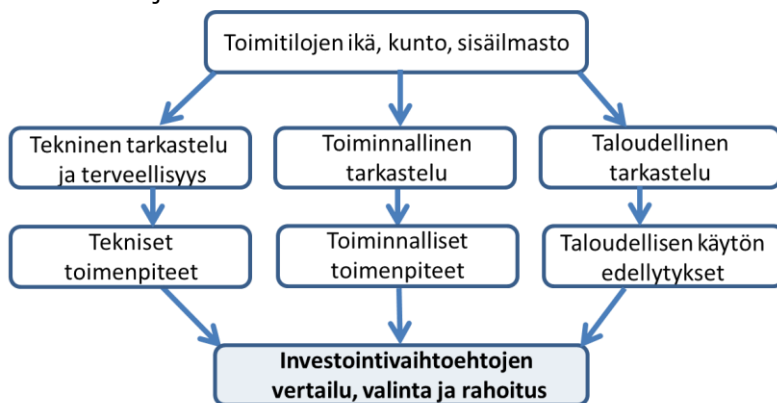 Toimitilojen ikä, kunto, sisäilmasto
Tekninen tarkastelu
ja terveellisyys
Toiminnallinen
tarkastelu
Taloudellinen
tarkastelu
Tekniset
toimenpiteet
Toiminnalliset
toimenpiteet
Taloudellisen käytön
edellytykset
Investointivaihtoehtojen
vertailu, valinta ja rahoitus